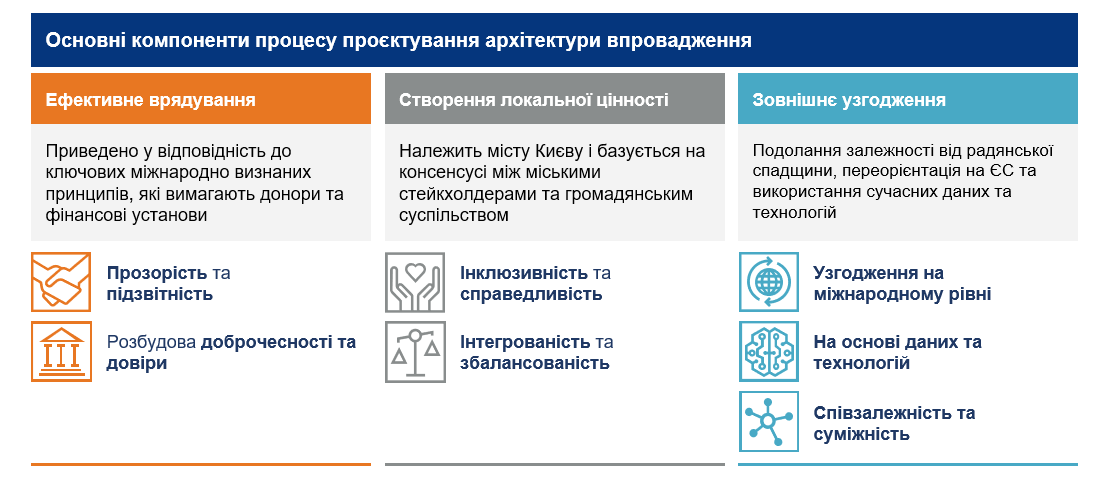 Основні компоненти процесу проєктування архітектури впровадження
Ефективне врядування
Приведено у відповідність до
ключових міжнародно визнаних
принципів, які вимагають донори та
фінансові установи
Прозорість та
підзвітність
Розбудова доброчесності та
довіри
Створення локальної цінності
Належить місту Києву і базується на
консенсусі між міськими
стейкхолдерами та громадянським
суспільством
Інклюзивність та
справедливість
Інтегрованість та
збалансованість
Зовнішнє узгодження
Подолання залежності від радянської
спадщини, переорієнтація на ЄС та
використання сучасних даних та
технологій
Узгодження на
міжнародному рівні
На основі даних та
технологій
Співзалежність та
суміжність